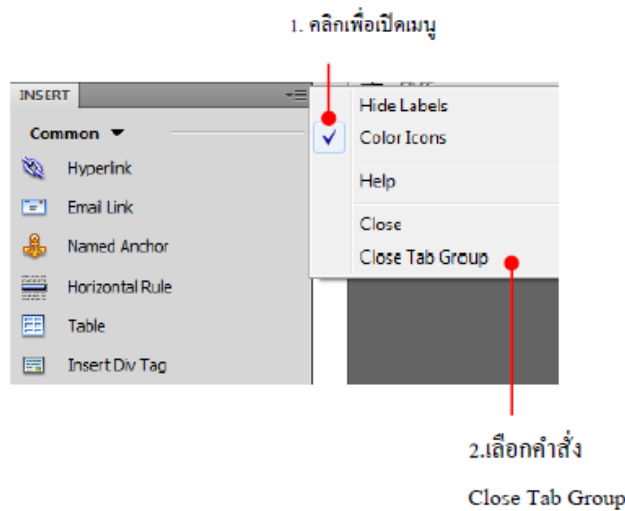 1. คลิกเพื่อเปิดเมนู
INSERT
Common
Hyperlink
Email Link
Named Anchor
Horizontal Rule
Table
Insert Div Tag
Hide Labels
Color Icons
Help
Close
Close Tab Group
2.เลือกคำสั่ง
Close Tab Group